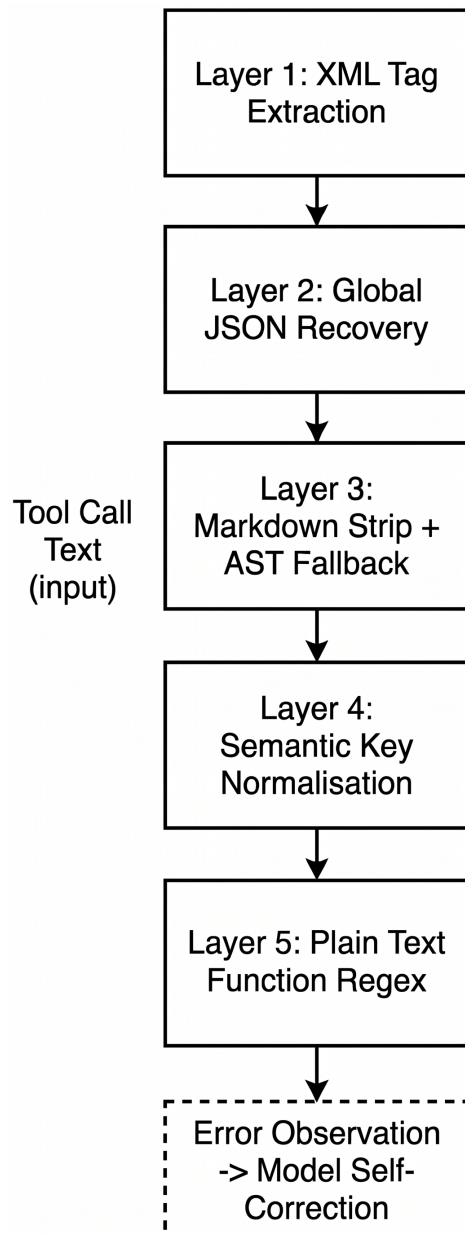 Layer 1: XML Tag
Extraction
Layer 2: Global
JSON Recovery
Layer 3:
Markdown Strip +
AST Fallback
Tool Call
Text
(input)
Layer 4:
Semantic Key
Normalisation
Layer 5: Plain Text
Function Regex
Error Observation
-> Model Self-
Correction